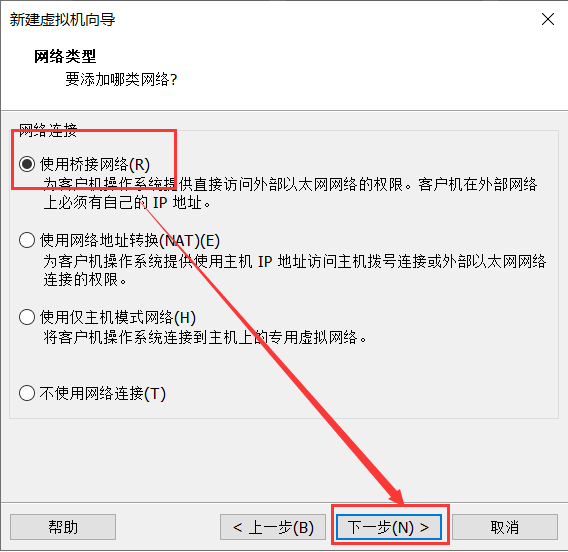 新建虚拟机向导
网络类型
要添加哪类网络?
网络连接
使用桥接网络(R)
为客户机操作系统提供直接访问外部以太网网络的权限。客户机在外部网络
上必须有自己的 IP 地址。
使用网络地址转换(NAT)(E)
为客户机操作系统提供使用主机 IP 地址访问主机拨号连接或外部以太网网络
连接的权限。
使用仅主机模式网络(H)
将客户机操作系统连接到主机上的专用虚拟网络。
不使用网络连接(T)
帮助
< 上一步(B)
下一步(N) >
取消